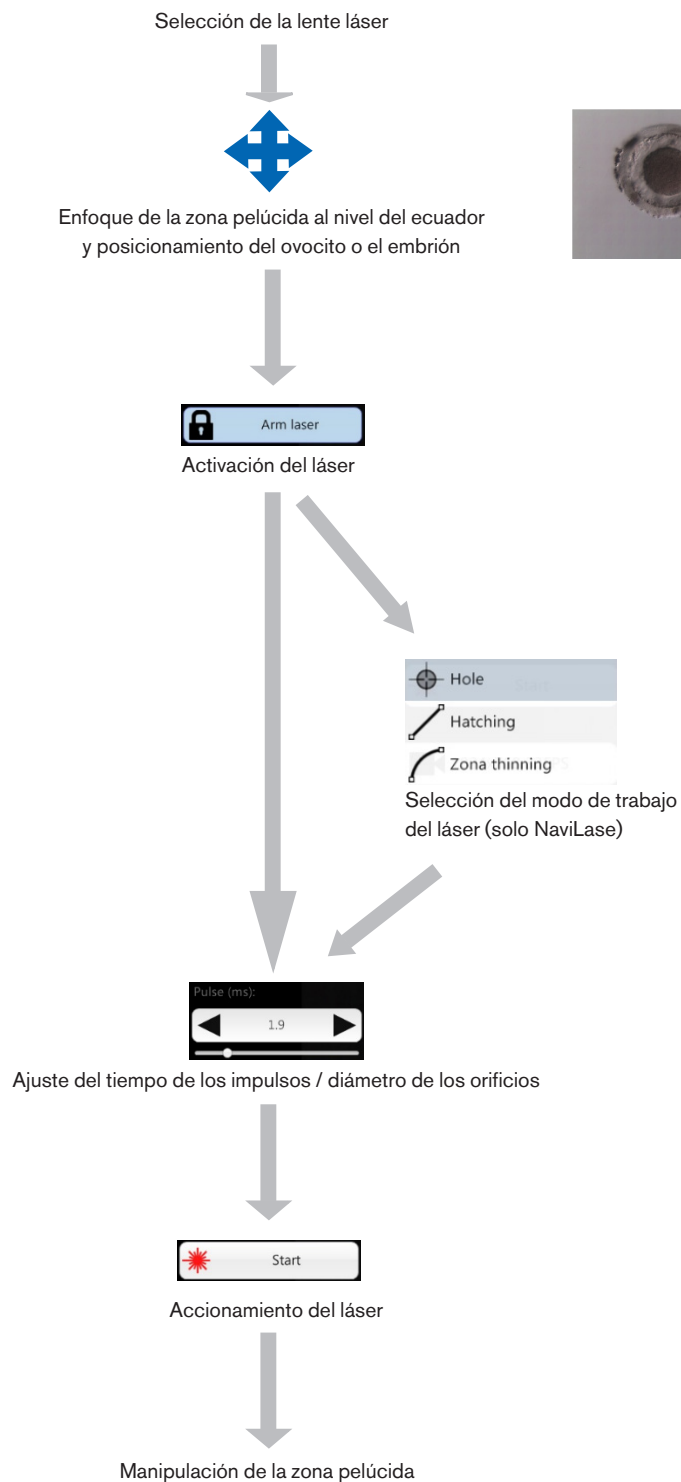 Selección de la lente láser
Enfoque de la zona pelúcida al nivel del ecuador
y posicionamiento del ovocito o el embrión
Arm laser
Activación del láser
Hole
Hatching
Zona thinning
Selección del modo de trabajo
del láser (solo NaviLase)
Pulse (ms):
1.9
Ajuste del tiempo de los impulsos / diámetro de los orificios
Start
Accionamiento del láser
Manipulación de la zona pelúcida